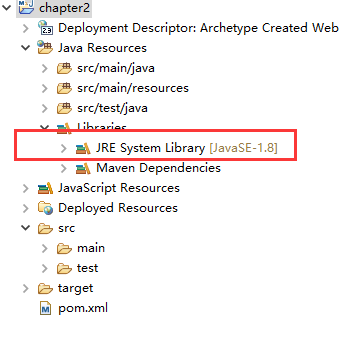 chapter2
Deployment Descriptor: Archetype Created Web
Java Resources
src/main/java
src/main/resources
src/test/java
Libraries
JRE System Library [JavaSE-1.8]
Maven Dependencies
JavaScript Resources
Deployed Resources
src
main
test
target
pom.xml